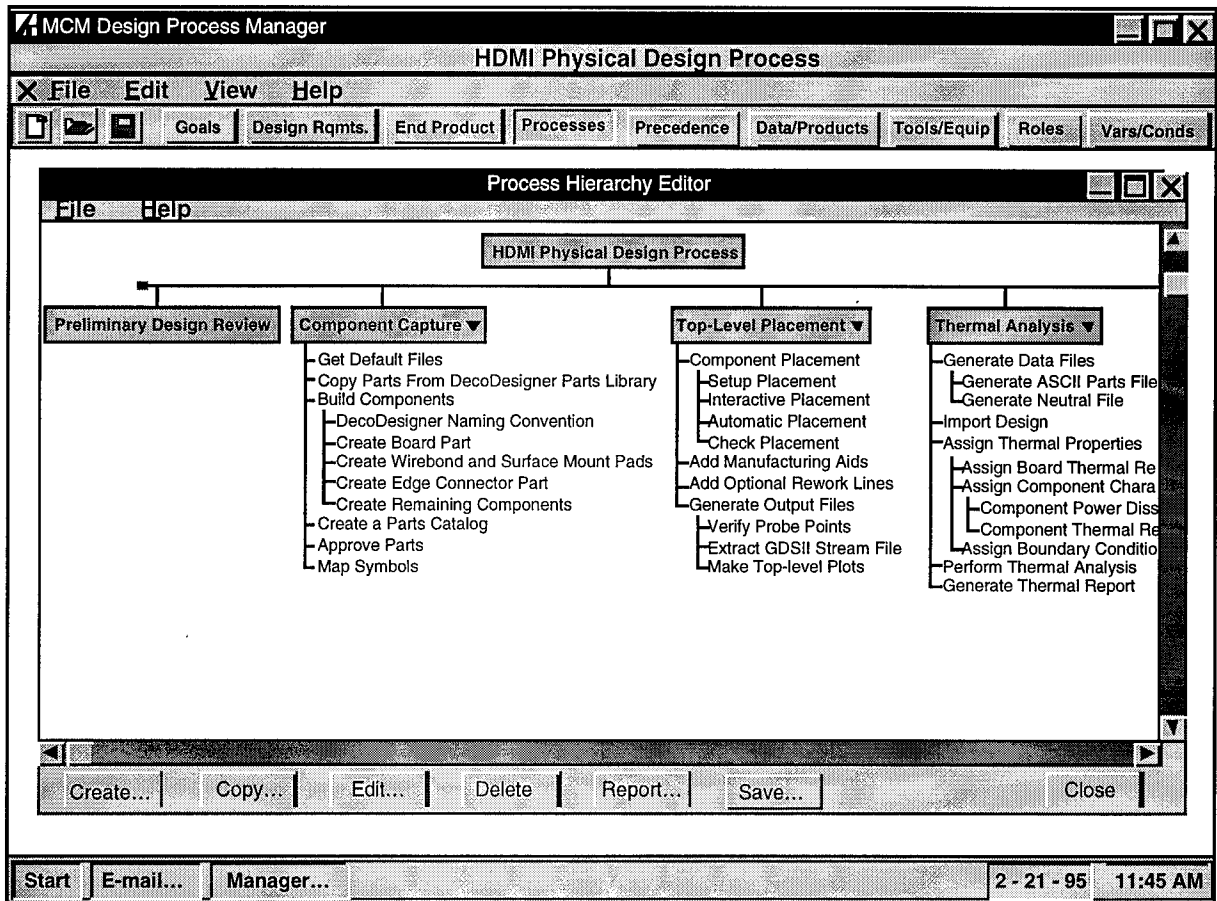 MCM Design Process Manager
HDMI Physical Design Process
File Edit View Help
Goals Design Rqmts. End Product Processes Precedence Data/Products Tools/Equip Roles Vars/Conds
Process Hierarchy Editor
File Help
HDMI Physical Design Process
Preliminary Design Review
Component Capture
Get Default Files
Copy Parts From DecoDesigner Parts Library
Build Components
DecoDesigner Naming Convention
Create Board Part
Create Wirebond and Surface Mount Pads
Create Edge Connector Part
Create Remaining Components
Create a Parts Catalog
Approve Parts
Map Symbols
Top-Level Placement
Component Placement
Setup Placement
Interactive Placement
Automatic Placement
Check Placement
Add Manufacturing Aids
Add Optional Rework Lines
Generate Output Files
Verify Probe Points
Extract GDSII Stream File
Make Top-level Plots
Thermal Analysis
Generate Data Files
Generate ASCII Parts File
Generate Neutral File
Import Design
Assign Thermal Properties
Assign Board Thermal Re
Assign Component Chara
Component Power Diss
Component Thermal Re
Assign Boundary Conditio
Perform Thermal Analysis
Generate Thermal Report
Create... Copy... Edit... Delete Report... Save... Close
Start E-mail... Manager... 2 - 21 - 95 11:45 AM